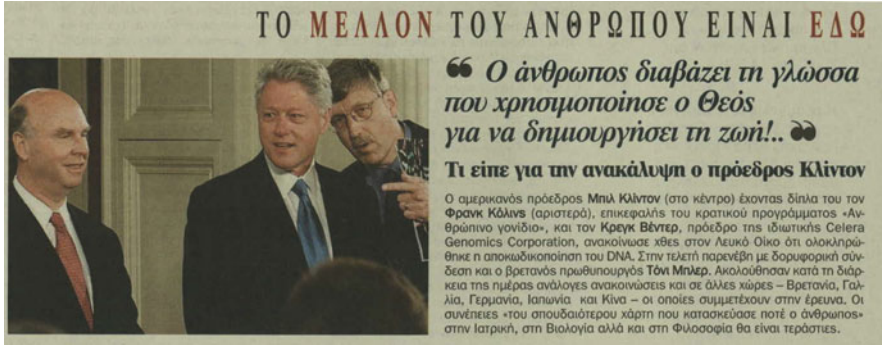 ΤΟ ΜΕΛΛΟΝ ΤΟΥ ΑΝΘΡΩΠΟΥ ΕΙΝΑΙ ΕΔΩ
“ Ο άνθρωπος διαβάζει τη γλώσσα
που χρησιμοποίησε ο Θεός
για να δημιουργήσει τη ζωή!.. ”
Τι είπε για την ανακάλυψη ο πρόεδρος Κλίντον
Ο αμερικανός πρόεδρος Μπιλ Κλίντον (στο κέντρο) έχοντας δίπλα του τον
Φρανκ Κόλινς (αριστερά), επικεφαλής του κρατικού προγράμματος «Αν-
θρώπινο γονίδιο», και τον Κρεγκ Βέντερ, πρόεδρο της ιδιωτικής Celera
Genomics Corporation, ανακοίνωσε χθες στον Λευκό Οίκο ότι ολοκληρώ-
θηκε η αποκωδικοποίηση του DNA. Στην τελετή παρενέβη με δορυφορική σύν-
δεση και ο βρετανός πρωθυπουργός Τόνι Μπλερ. Ακολούθησαν κατά τη διάρ-
κεια της ημέρας ανάλογες ανακοινώσεις και σε άλλες χώρες – Βρετανία, Γαλ-
λία, Γερμανία, Ιαπωνία και Κίνα – οι οποίες συμμετέχουν στην έρευνα. Οι
συνέπειες «του σπουδαιότερου χάρτη που κατασκεύασε ποτέ ο άνθρωπος»
στην Ιατρική, στη Βιολογία αλλά και στη Φιλοσοφία θα είναι τεράστιες.